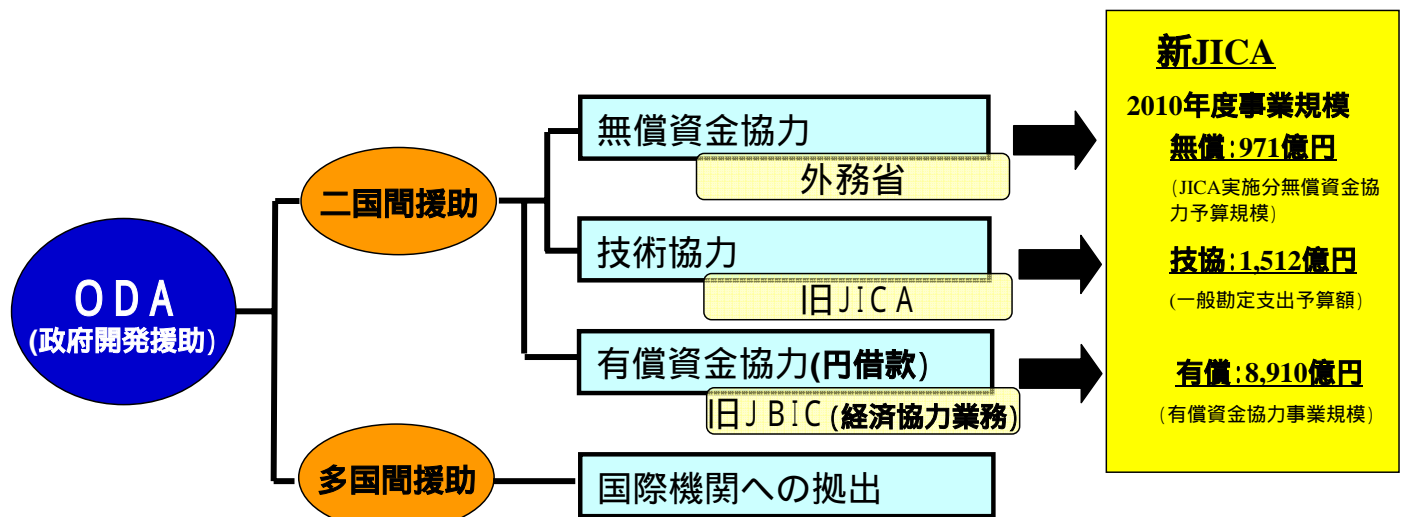 ODA
(政府開発援助)
二国間援助
多国間援助
無償資金協力
外務省
技術協力
旧JICA
有償資金協力(円借款)
旧JBIC(経済協力業務)
国際機関への拠出
新JICA
2010年度事業規模
無償:971億円
(JICA実施分無償資金協
力予算規模)
技協:1,512億円
(一般勘定支出予算額)
有償:8,910億円
(有償資金協力事業規模)